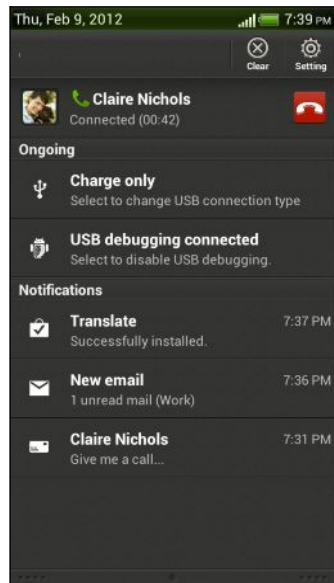 Thu, Feb 9, 2012 7:39 PM
Clear Setting
Claire Nichols
Connected (00:42)
Ongoing
Charge only
Select to change USB connection type
USB debugging connected
Select to disable USB debugging.
Notifications
Translate 7:37 PM
Successfully installed.
New email 7:36 PM
1 unread mail (Work)
Claire Nichols 7:31 PM
Give me a call...